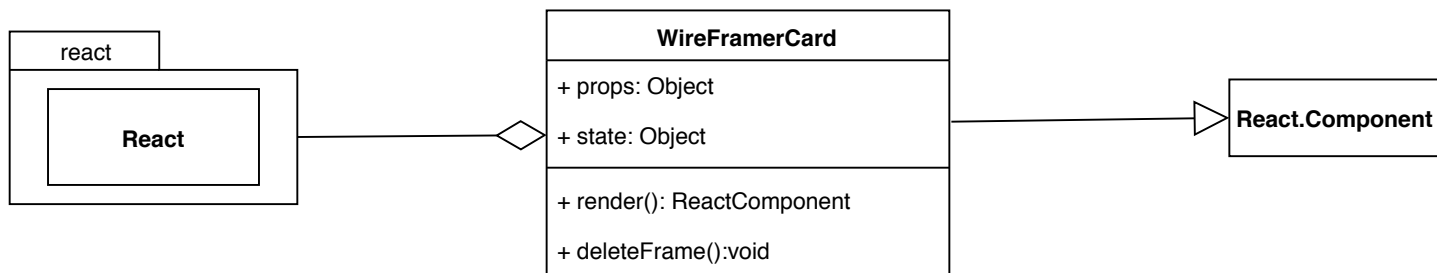 react
React
WireFramerCard
+ props: Object
+ state: Object
+ render(): ReactComponent
+ deleteFrame():void
React.Component